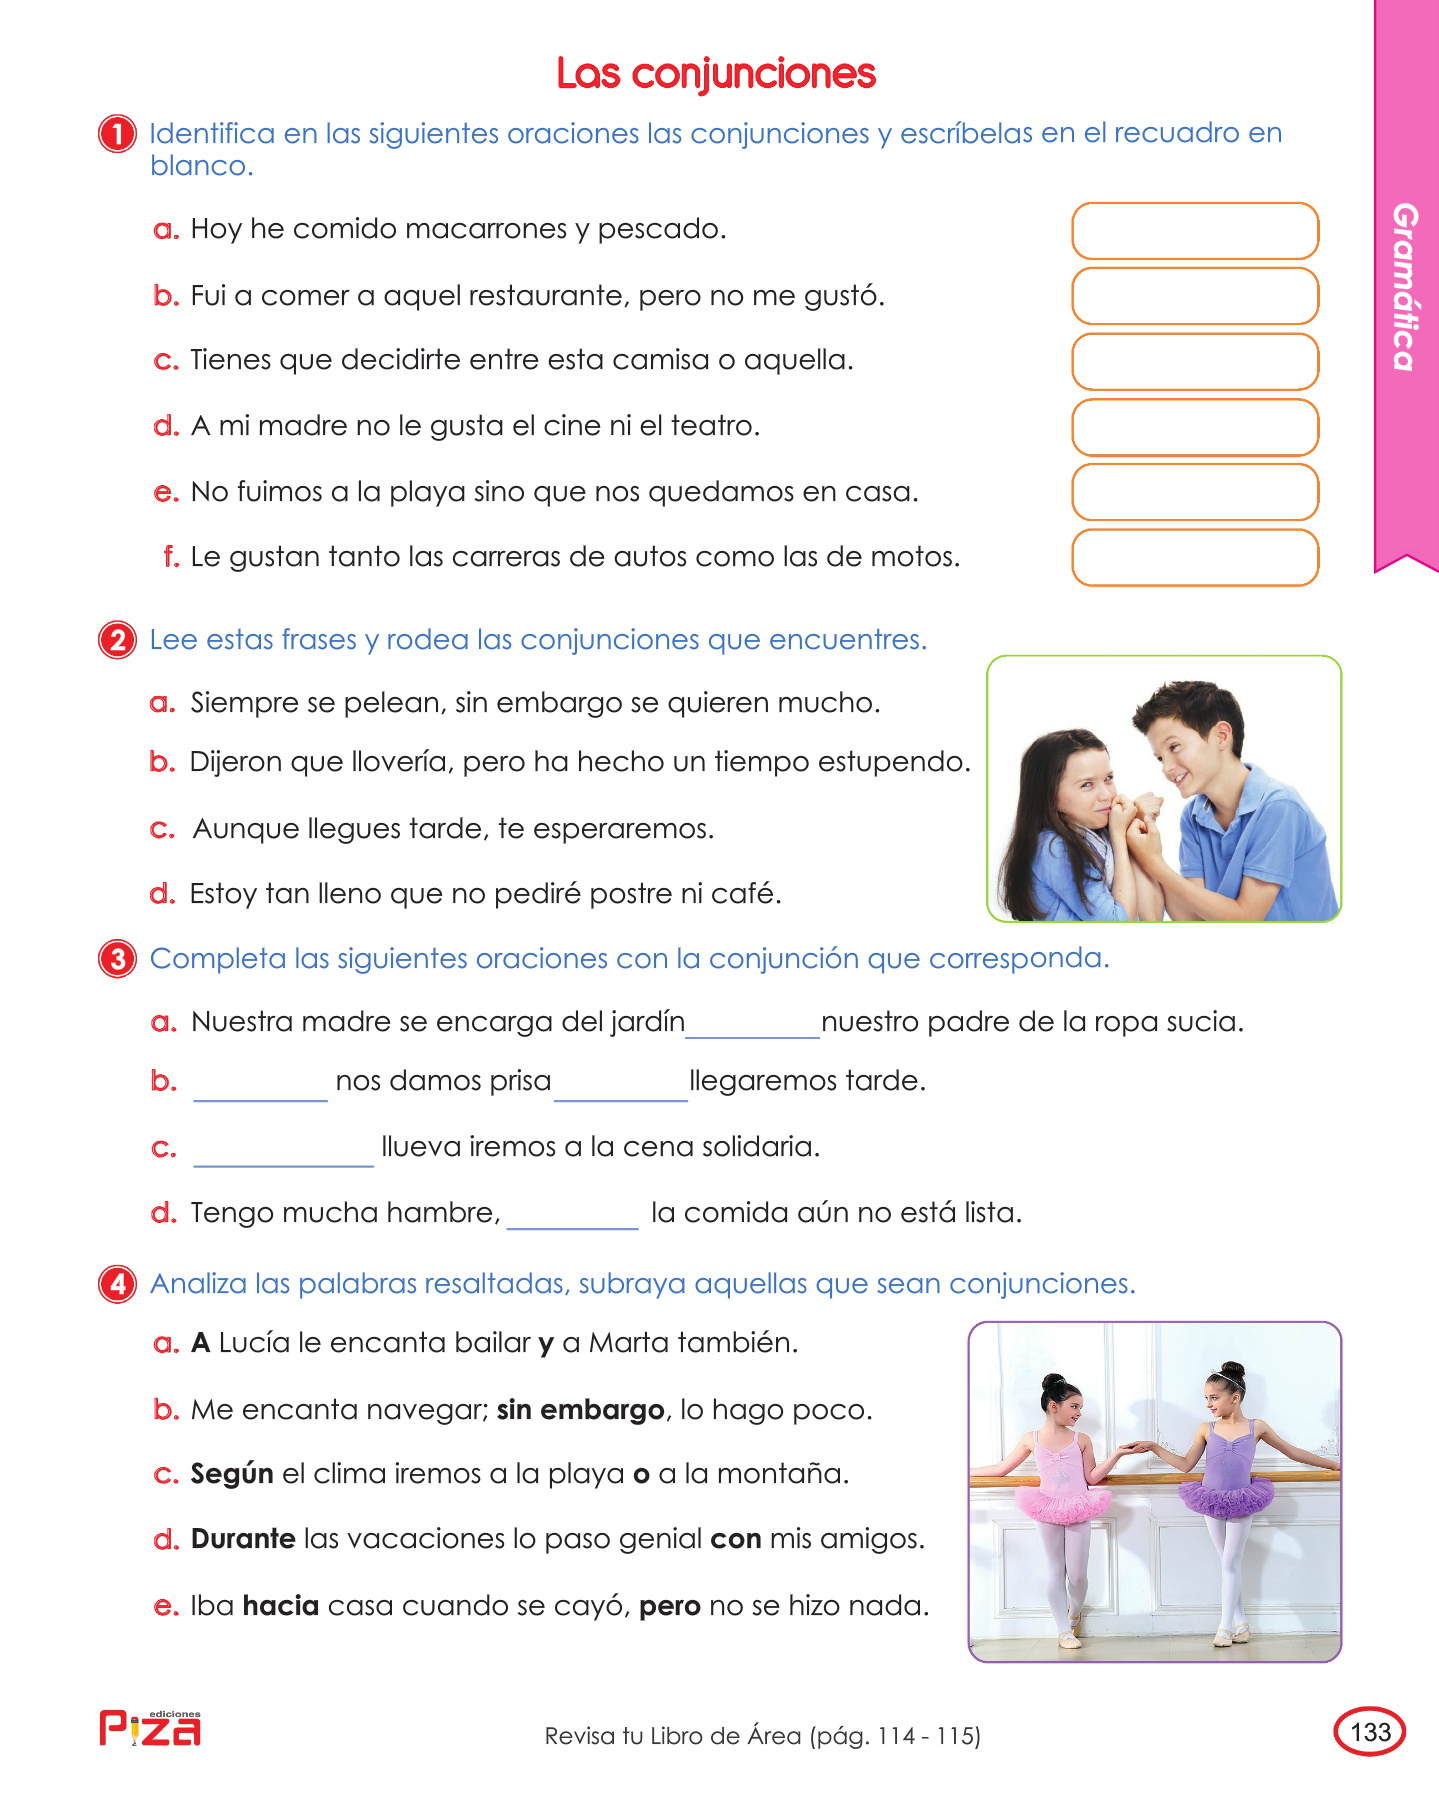 Las conjunciones
Gramática
1 Identifica en las siguientes oraciones las conjunciones y escríbelas en el recuadro en
blanco.
a. Hoy he comido macarrones y pescado.
b. Fui a comer a aquel restaurante, pero no me gustó.
c. Tienes que decidirte entre esta camisa o aquella.
d. A mi madre no le gusta el cine ni el teatro.
e. No fuimos a la playa sino que nos quedamos en casa.
f. Le gustan tanto las carreras de autos como las de motos.
2 Lee estas frases y rodea las conjunciones que encuentres.
a. Siempre se pelean, sin embargo se quieren mucho.
b. Dijeron que llovería, pero ha hecho un tiempo estupendo.
c. Aunque llegues tarde, te esperaremos.
d. Estoy tan lleno que no pediré postre ni café.
3 Completa las siguientes oraciones con la conjunción que corresponda.
a. Nuestra madre se encarga del jardín_________nuestro padre de la ropa sucia.
b. _________ nos damos prisa_________llegaremos tarde.
c. ____________ llueva iremos a la cena solidaria.
d. Tengo mucha hambre,_________ la comida aún no está lista.
4 Analiza las palabras resaltadas, subraya aquellas que sean conjunciones.
a. A Lucía le encanta bailar y a Marta también.
b. Me encanta navegar; sin embargo, lo hago poco.
c. Según el clima iremos a la playa o a la montaña.
d. Durante las vacaciones lo paso genial con mis amigos.
e. Iba hacia casa cuando se cayó, pero no se hizo nada.
ediciones
Piza
Revisa tu Libro de Área (pág. 114 - 115)
133